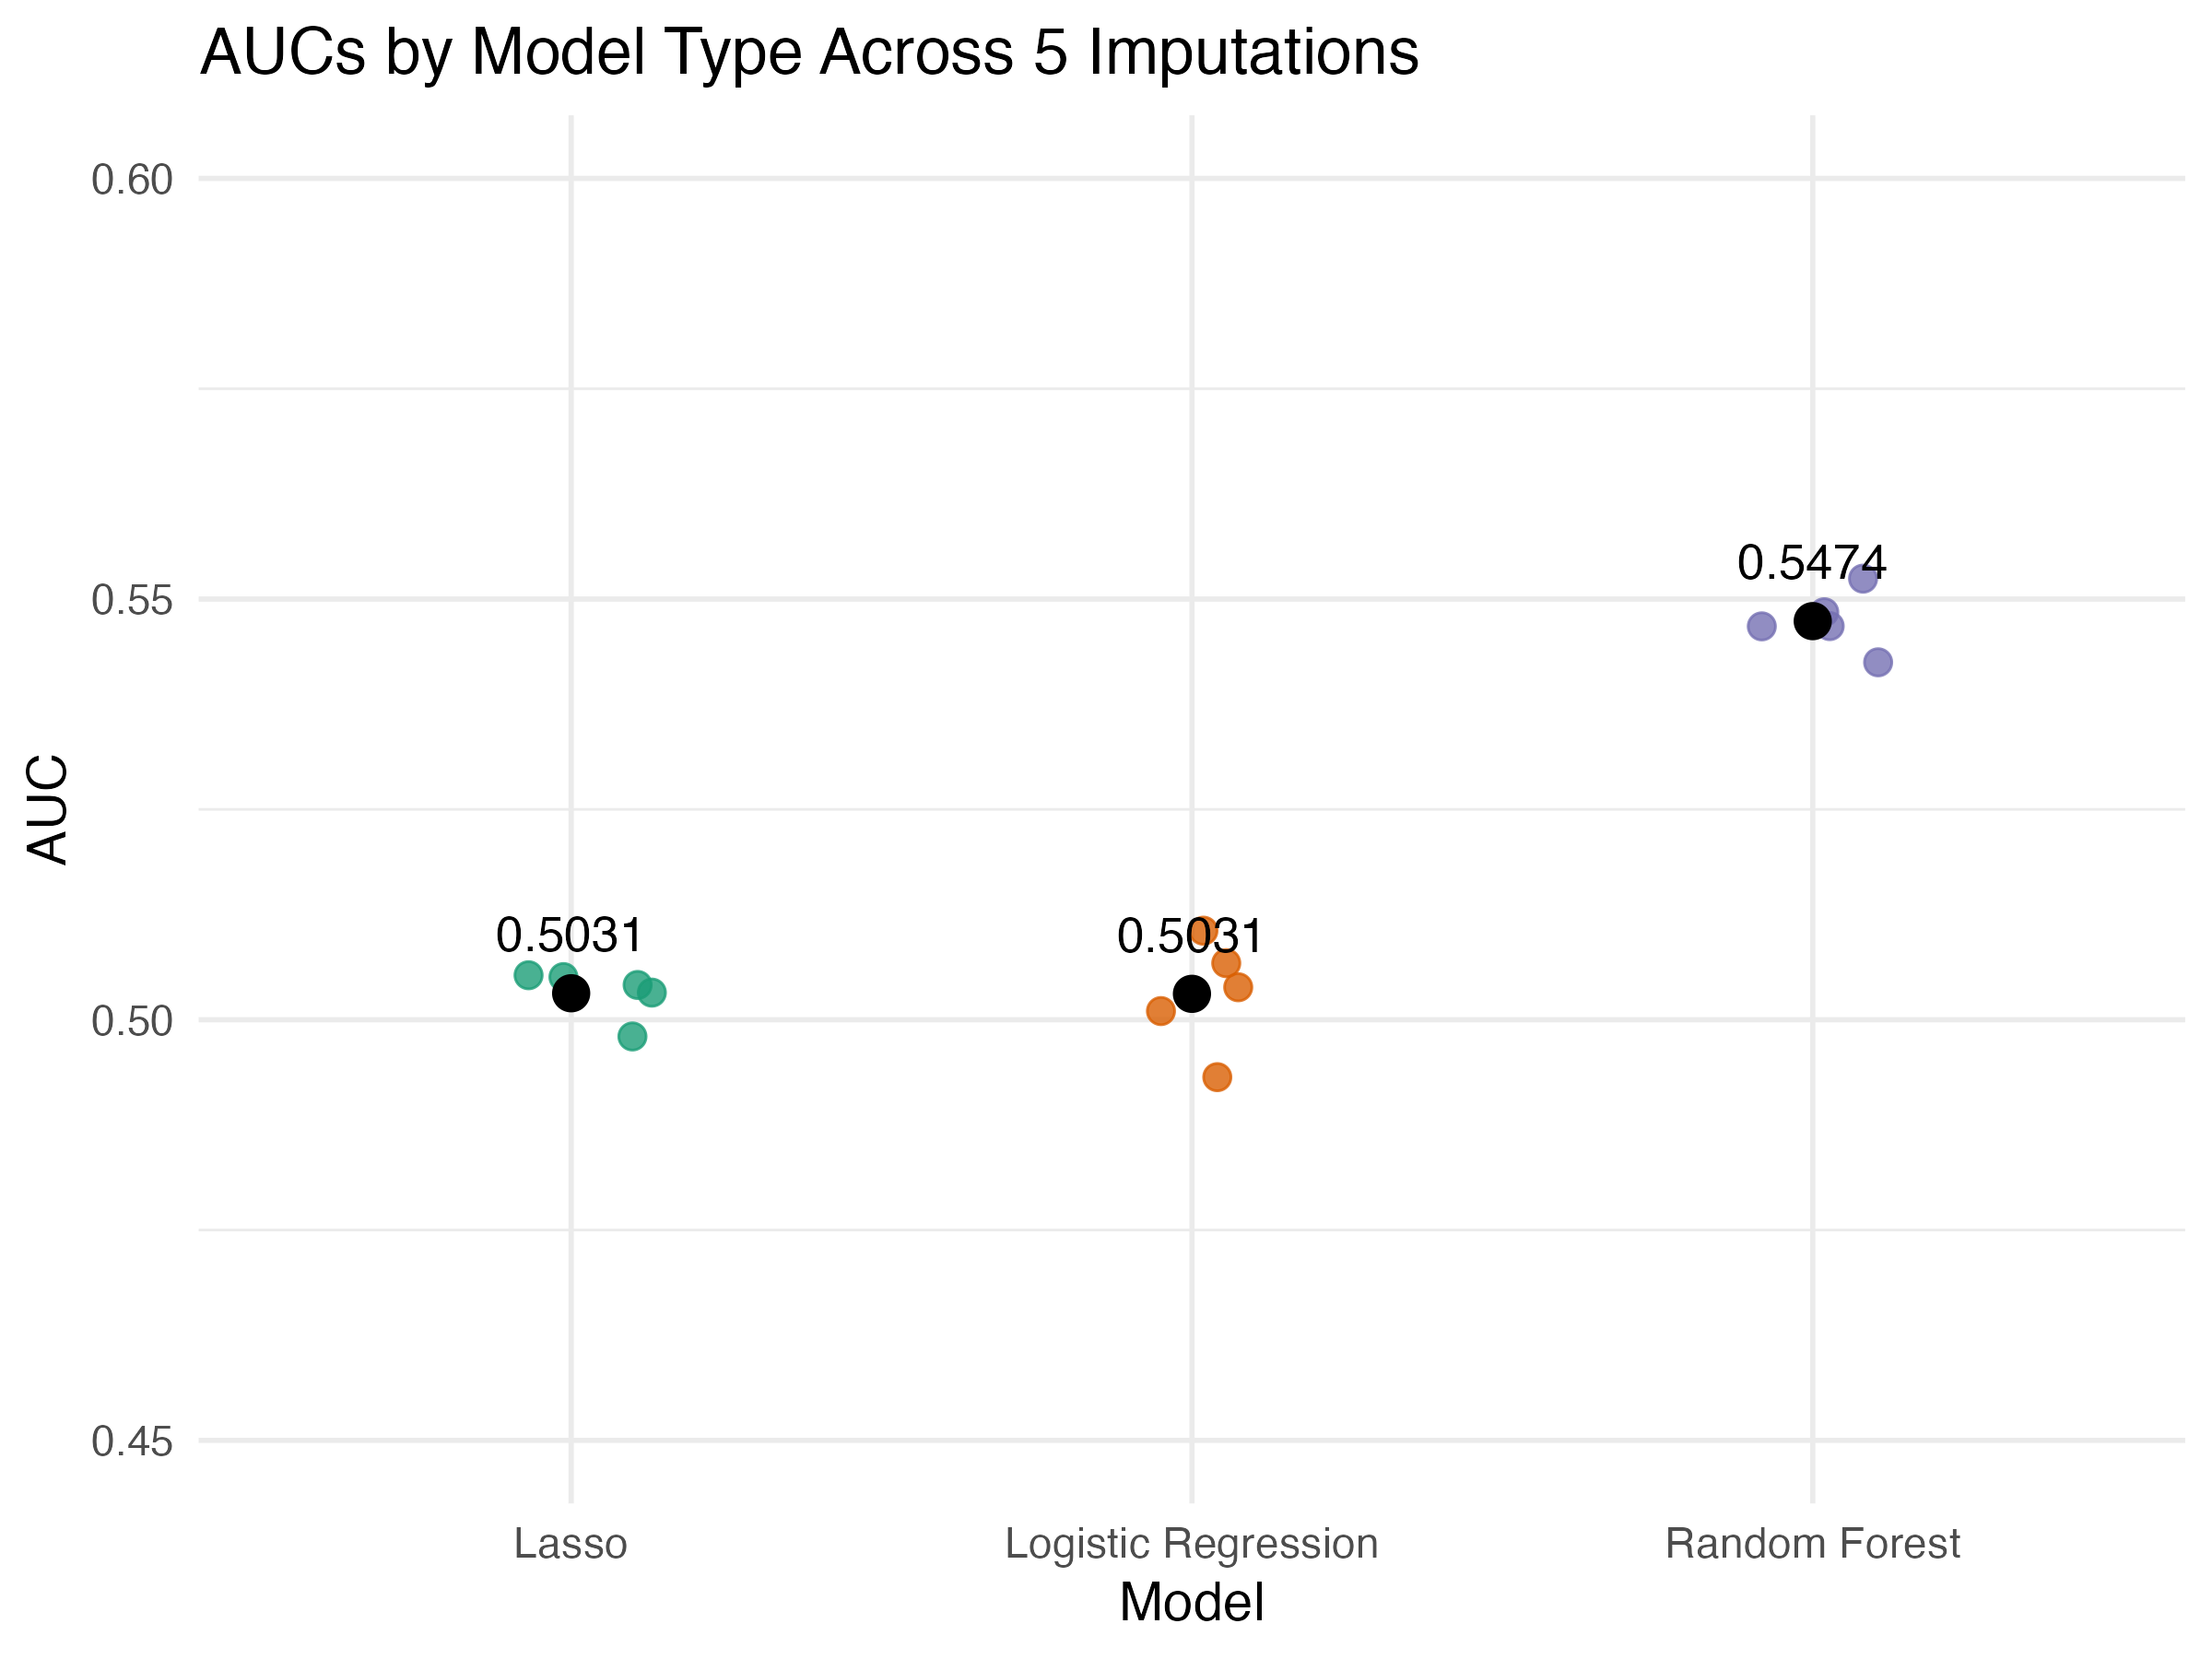 AUCs by Model Type Across 5 Imputations
0.60
0.55
0.50
0.45
AUC
0.5031
0.5031
0.5474
Lasso
Logistic Regression
Random Forest
Model